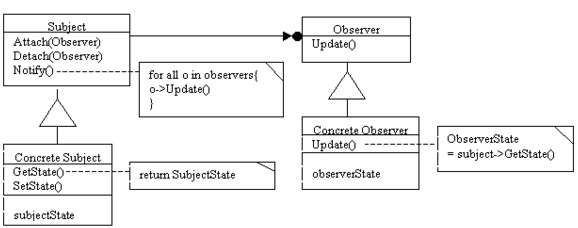 Subject
Attach(Observer)
Detach(Observer)
Notify()
for all o in observers{
o->Update()
}
Observer
Update()
Concrete Subject
GetState()
SetState()
subjectState
return SubjectState
Concrete Observer
Update()
observerState
ObserverState
= subject->GetState()